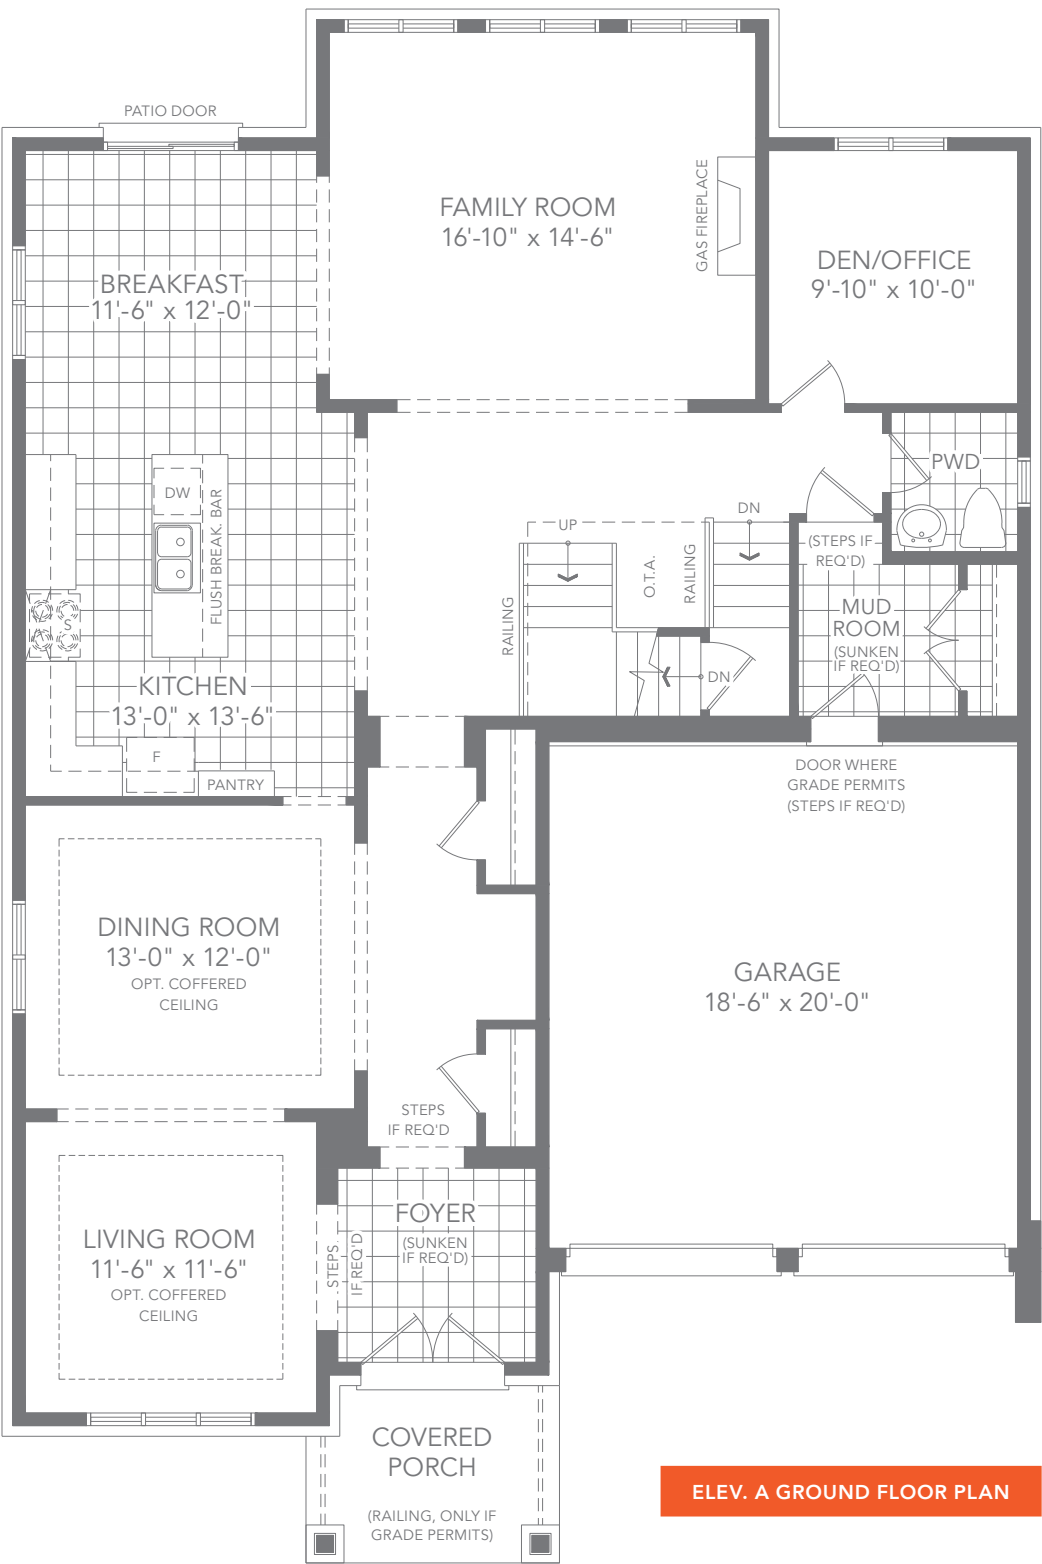 PATIO DOOR
FAMILY ROOM
16'-10" x 14'-6"
GAS FIREPLACE
DEN/OFFICE
9'-10" x 10'-0"
BREAKFAST
11'-6" x 12'-0"
PWD
DW
FLUSH BREAK. BAR
S
KITCHEN
13'-0" x 13'-6"
F
PANTRY
UP
DN
O.T.A.
RAILING
RAILING
DN
(STEPS IF
REQ'D)
MUD
ROOM
(SUNKEN
IF REQ'D)
DOOR WHERE
GRADE PERMITS
(STEPS IF REQ'D)
DINING ROOM
13'-0" x 12'-0"
OPT. COFFERED
CEILING
GARAGE
18'-6" x 20'-0"
STEPS
IF REQ'D
FOYER
(SUNKEN
IF REQ'D)
STEPS
IF REQ'D
LIVING ROOM
11'-6" x 11'-6"
OPT. COFFERED
CEILING
COVERED
PORCH
(RAILING, ONLY IF
GRADE PERMITS)
ELEV. A GROUND FLOOR PLAN